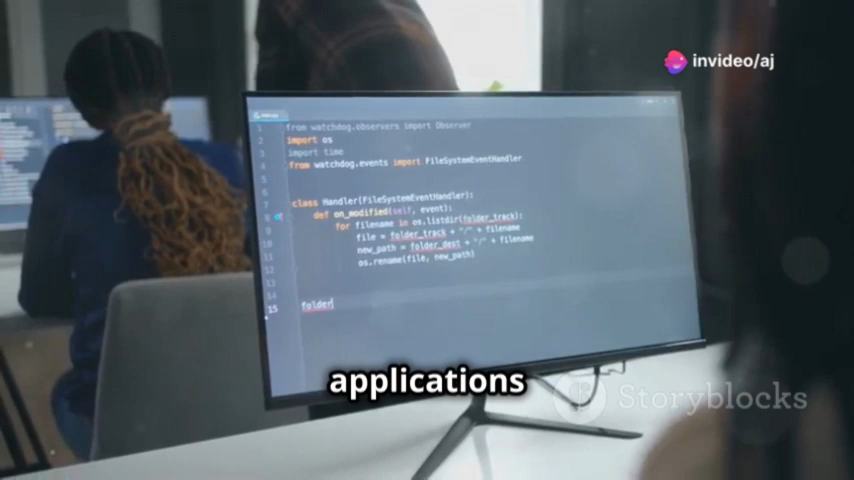 invideo/aj
from watchdog.observers import Observer
import os
import time
from watchdog.events import FileSystemEventHandler
class Handler(FileSystemEventHandler):
def on_modified(self, event):
for filename in os.listdir(folder_track):
file = folder_track + "/" + filename
new_path = folder_dest + "/" + filename
os.rename(file, new_path)
folder
applications
Storyblocks